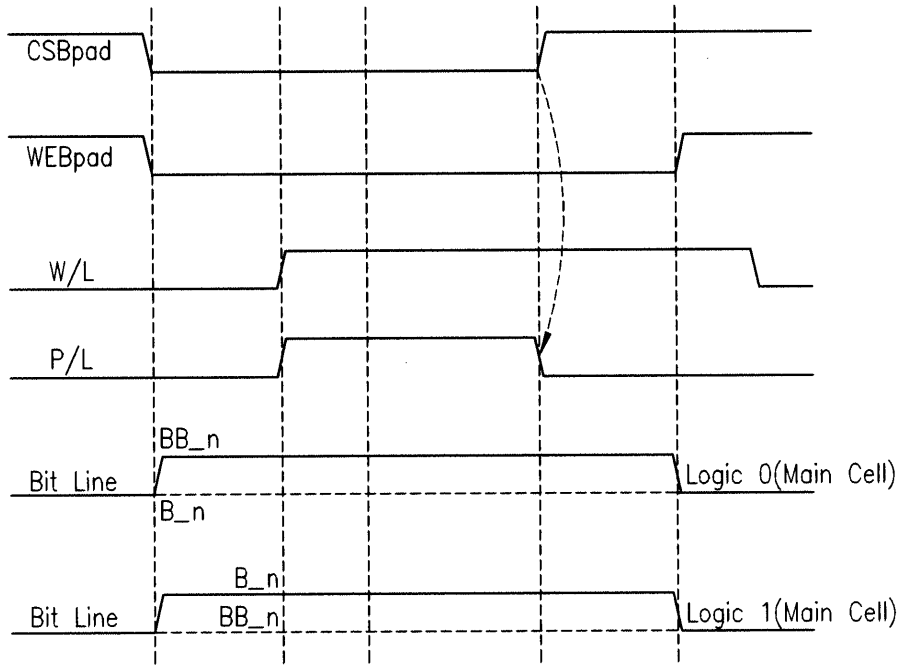 CSBpad
WEBpad
W/L
P/L
BB_n
Bit Line
Logic 0(Main Cell)
B_n
B_n
Bit Line
BB_n
Logic 1(Main Cell)